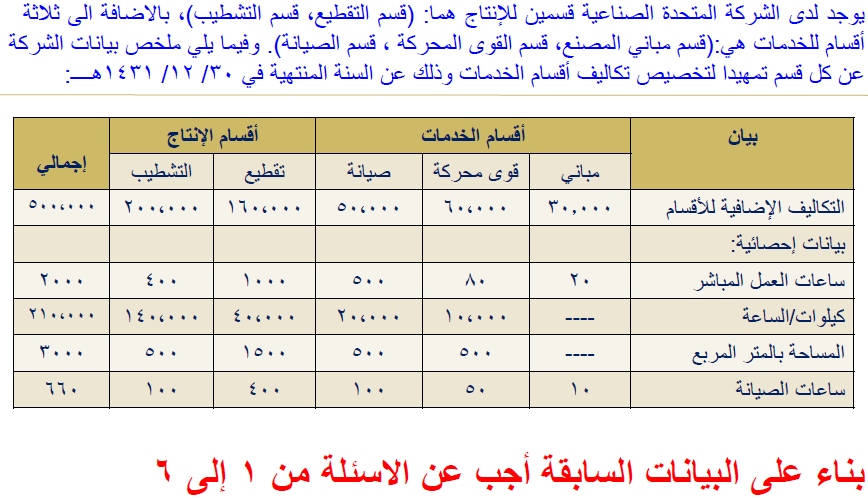 يوجد لدى الشركة المتحدة الصناعية قسمين للإنتاج هما: (قسم التقطيع، قسم التشطيب)، بالاضافة الى ثلاثة
أقسام للخدمات هي:(قسم مباني المصنع، قسم القوى المحركة ، قسم الصيانة). وفيما يلي ملخص بيانات الشركة
عن كل قسم تمهيدا لتخصيص تكاليف أقسام الخدمات وذلك عن السنة المنتهية في ٣٠/ ١٢/ ١٤٣١هـــ:
بيان أقسام الخدمات أقسام الإنتاج إجمالي
مباني قوى محركة صيانة تقطيع التشطيب
التكاليف الإضافية للأقسام ٣٠,٠٠٠ ٦٠،٠٠٠ ٥٠،٠٠٠ ١٦٠،٠٠٠ ٢٠٠،٠٠٠ ٥٠٠،٠٠٠
بيانات إحصائية:
ساعات العمل المباشر ٢٠ ٨٠ ٥٠٠ ١٠٠٠ ٤٠٠ ٢٠٠٠
كيلوات/الساعة ---- ١٠،٠٠٠ ٢٠،٠٠٠ ٤٠،٠٠٠ ١٤٠،٠٠٠ ٢١٠،٠٠٠
المساحة بالمتر المربع ---- ٥٠٠ ٥٠٠ ١٥٠٠ ٥٠٠ ٣٠٠٠
ساعات الصيانة ١٠ ٥٠ ١٠٠ ٤٠٠ ١٠٠ ٦٦٠
بناء على البيانات السابقة أجب عن الاسئلة من ١ إلى ٦